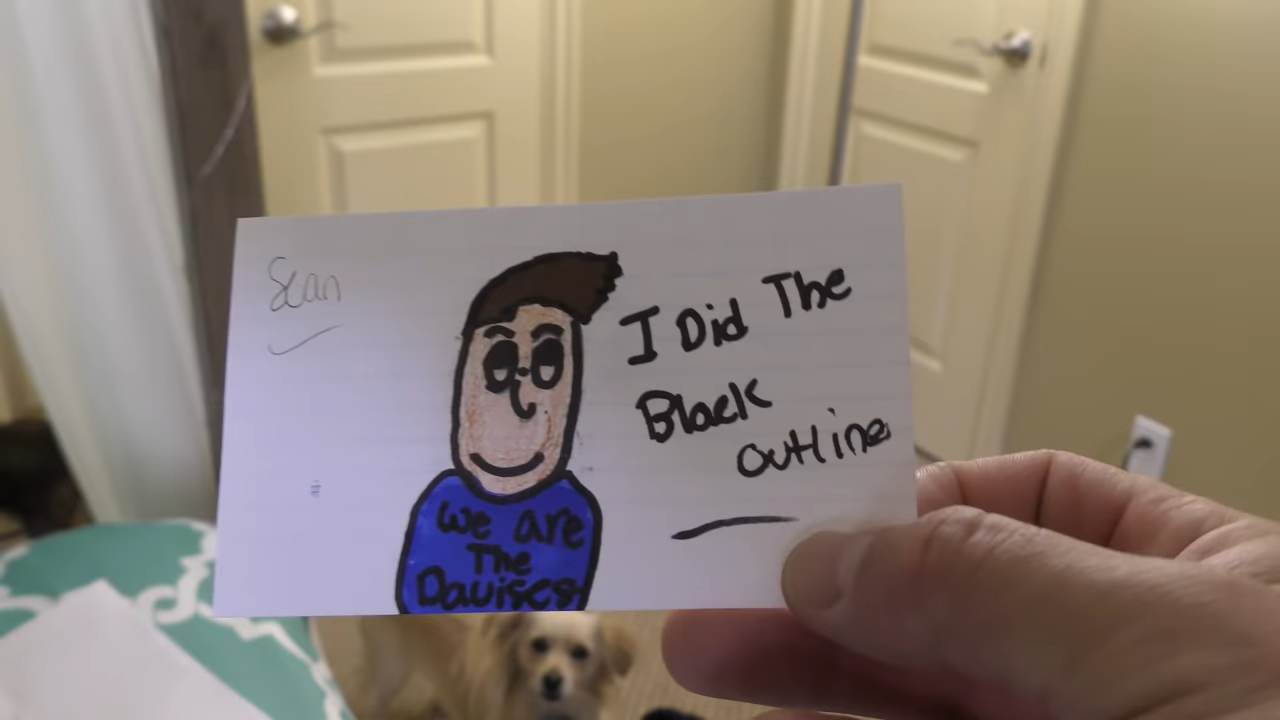 Sean
I Did The
Black
outline
We are
The
Davises